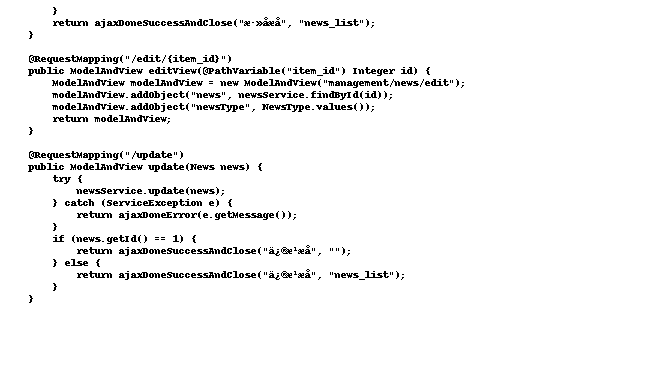 }
    return ajaxDoneSuccessAndClose("æ·»åæå", "news_list");
}

@RequestMapping("/edit/{item_id}")
public ModelAndView editView(@PathVariable("item_id") Integer id) {
    ModelAndView modelAndView = new ModelAndView("management/news/edit");
    modelAndView.addObject("news", newsService.findById(id));
    modelAndView.addObject("newsType", NewsType.values());
    return modelAndView;
}

@RequestMapping("/update")
public ModelAndView update(News news) {
    try {
        newsService.update(news);
    } catch (ServiceException e) {
        return ajaxDoneError(e.getMessage());
    }
    if (news.getId() == 1) {
        return ajaxDoneSuccessAndClose("ä¿®æ¹æå", "");
    } else {
        return ajaxDoneSuccessAndClose("ä¿®æ¹æå", "news_list");
    }
}